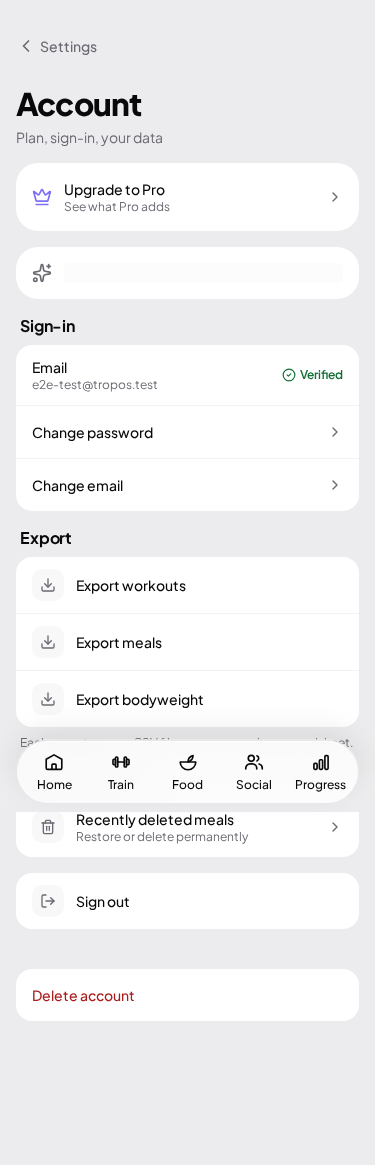 Settings
Account
Plan, sign-in, your data
Upgrade to Pro
See what Pro adds
Sign-in
Email
e2e-test@tropos.test
Verified
Change password
Change email
Export
Export workouts
Export meals
Export bodyweight
Home
Train
Food
Social
Progress
Recently deleted meals
Restore or delete permanently
Sign out
Delete account